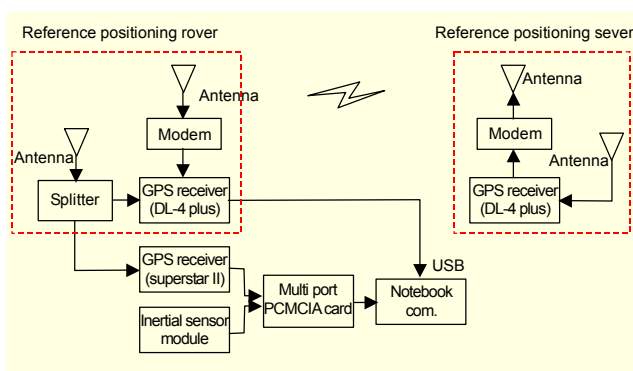 Reference positioning rover
Reference positioning sever
Antenna
Modem
Antenna
Splitter
GPS receiver
(DL-4 plus)
Antenna
Modem
Antenna
GPS receiver
(DL-4 plus)
GPS receiver
(superstar II)
Inertial sensor
module
Multi port
PCMCIA card
USB
Notebook
com.